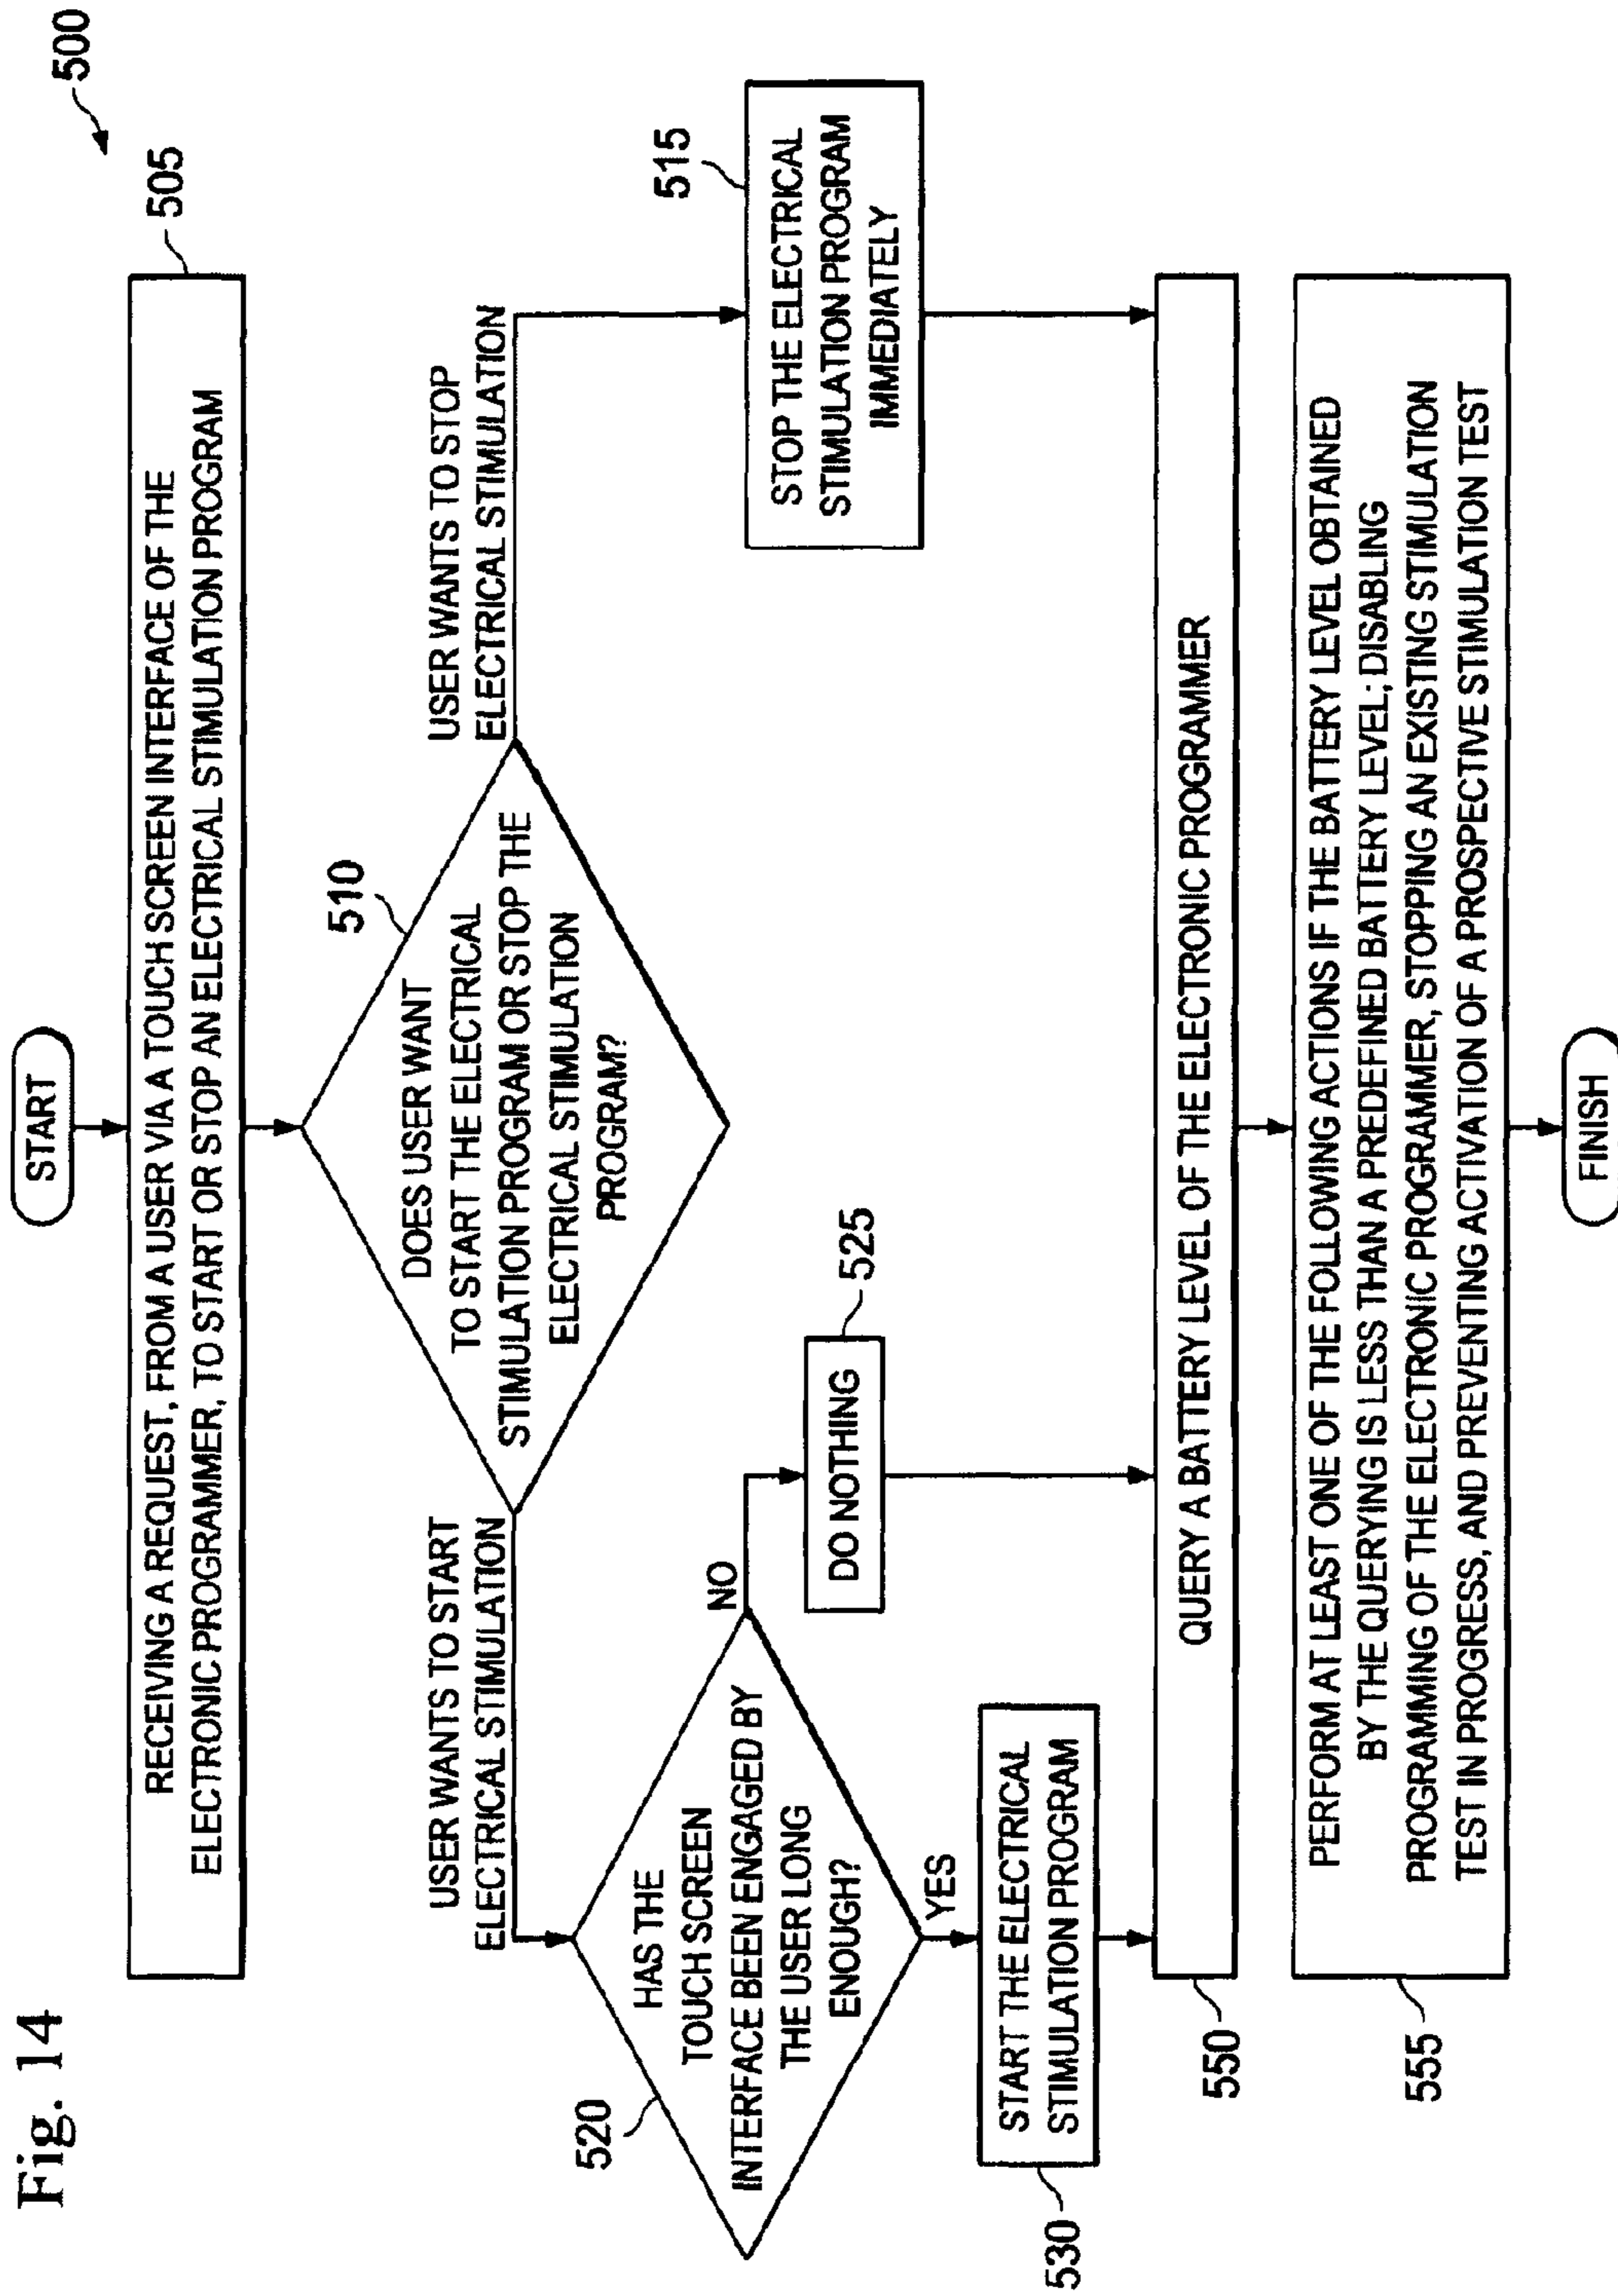 Fig. 14
500
START
505
RECEIVING A REQUEST, FROM A USER VIA A TOUCH SCREEN INTERFACE OF THE
ELECTRONIC PROGRAMMER, TO START OR STOP AN ELECTRICAL STIMULATION PROGRAM
510
DOES USER WANT
TO START THE ELECTRICAL
STIMULATION PROGRAM OR STOP THE
ELECTRICAL STIMULATION
PROGRAM?
USER WANTS TO START
ELECTRICAL STIMULATION
USER WANTS TO STOP
ELECTRICAL STIMULATION
520
HAS THE
TOUCH SCREEN
INTERFACE BEEN ENGAGED BY
THE USER LONG
ENOUGH?
NO
525
DO NOTHING
515
STOP THE ELECTRICAL
STIMULATION PROGRAM
IMMEDIATELY
YES
530
START THE ELECTRICAL
STIMULATION PROGRAM
550
QUERY A BATTERY LEVEL OF THE ELECTRONIC PROGRAMMER
555
PERFORM AT LEAST ONE OF THE FOLLOWING ACTIONS IF THE BATTERY LEVEL OBTAINED
BY THE QUERYING IS LESS THAN A PREDEFINED BATTERY LEVEL; DISABLING
PROGRAMMING OF THE ELECTRONIC PROGRAMMER, STOPPING AN EXISTING STIMULATION
TEST IN PROGRESS, AND PREVENTING ACTIVATION OF A PROSPECTIVE STIMULATION TEST
FINISH